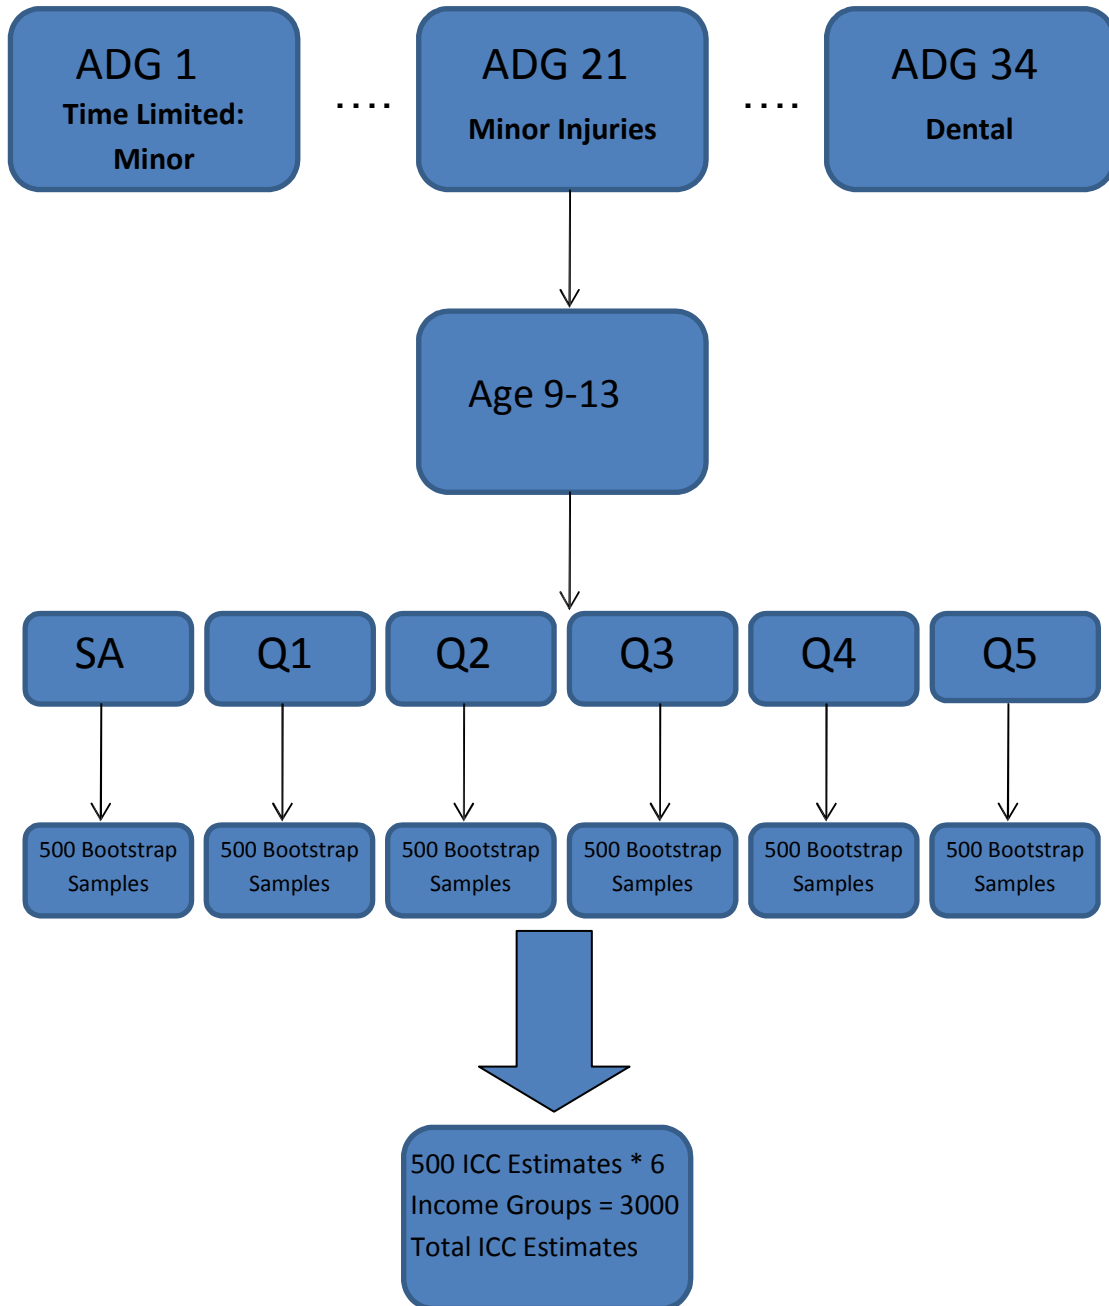 ADG 1
Time Limited:
Minor
....
ADG 21
Minor Injuries
....
ADG 34
Dental
Age 9-13
SA
Q1
Q2
Q3
Q4
Q5
500 Bootstrap
Samples
500 Bootstrap
Samples
500 Bootstrap
Samples
500 Bootstrap
Samples
500 Bootstrap
Samples
500 Bootstrap
Samples
500 ICC Estimates * 6
Income Groups = 3000
Total ICC Estimates